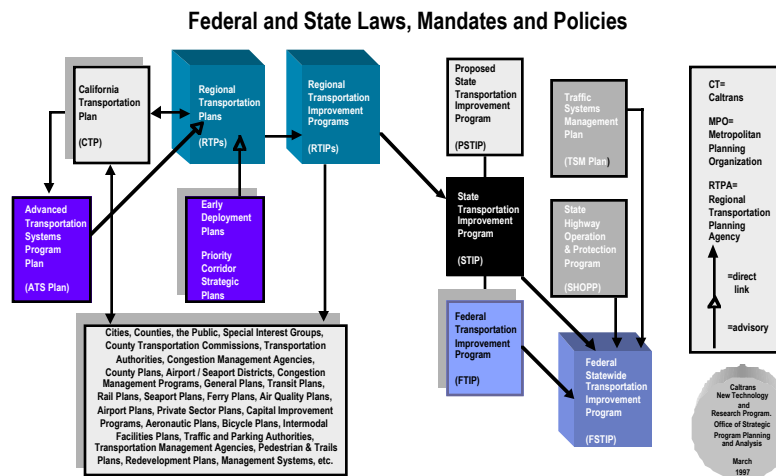 Federal and State Laws, Mandates and Policies
California
Transportation
Plan
(CTP)
Regional
Transportation
Plans
(RTPs)
Regional
Transportation
Improvement
Programs
(RTIPs)
Proposed
State
Transportation
Improvement
Program
(PSTIP)
Traffic
Systems
Management
Plan
(TSM Plan)
CT=
Caltrans
MPO=
Metropolitan
Planning
Organization
RTPA=
Regional
Transportation
Planning
Agency
=direct
link
=advisory
Advanced
Transportation
Systems
Program
Plan
(ATS Plan)
Early
Deployment
Plans
Priority
Corridor
Strategic
Plans
State
Transportation
Improvement
Program
(STIP)
State
Highway
Operation
& Protection
Program
(SHOPP)
Cities, Counties, the Public, Special Interest Groups,
County Transportation Commissions, Transportation
Authorities, Congestion Management Agencies,
County Plans, Airport / Seaport Districts, Congestion
Management Programs, General Plans, Transit Plans,
Rail Plans, Seaport Plans, Ferry Plans, Air Quality Plans,
Airport Plans, Private Sector Plans, Capital Improvement
Programs, Aeronautic Plans, Bicycle Plans, Intermodal
Facilities Plans, Traffic and Parking Authorities,
Transportation Management Agencies, Pedestrian & Trails
Plans, Redevelopment Plans, Management Systems, etc.
Federal
Transportation
Improvement
Program
(FTIP)
Federal
Statewide
Transportation
Improvement
Program
(FSTIP)
Caltrans
New Technology
and
Research Program.
Office of Strategic
Program Planning
and Analysis
March
1997